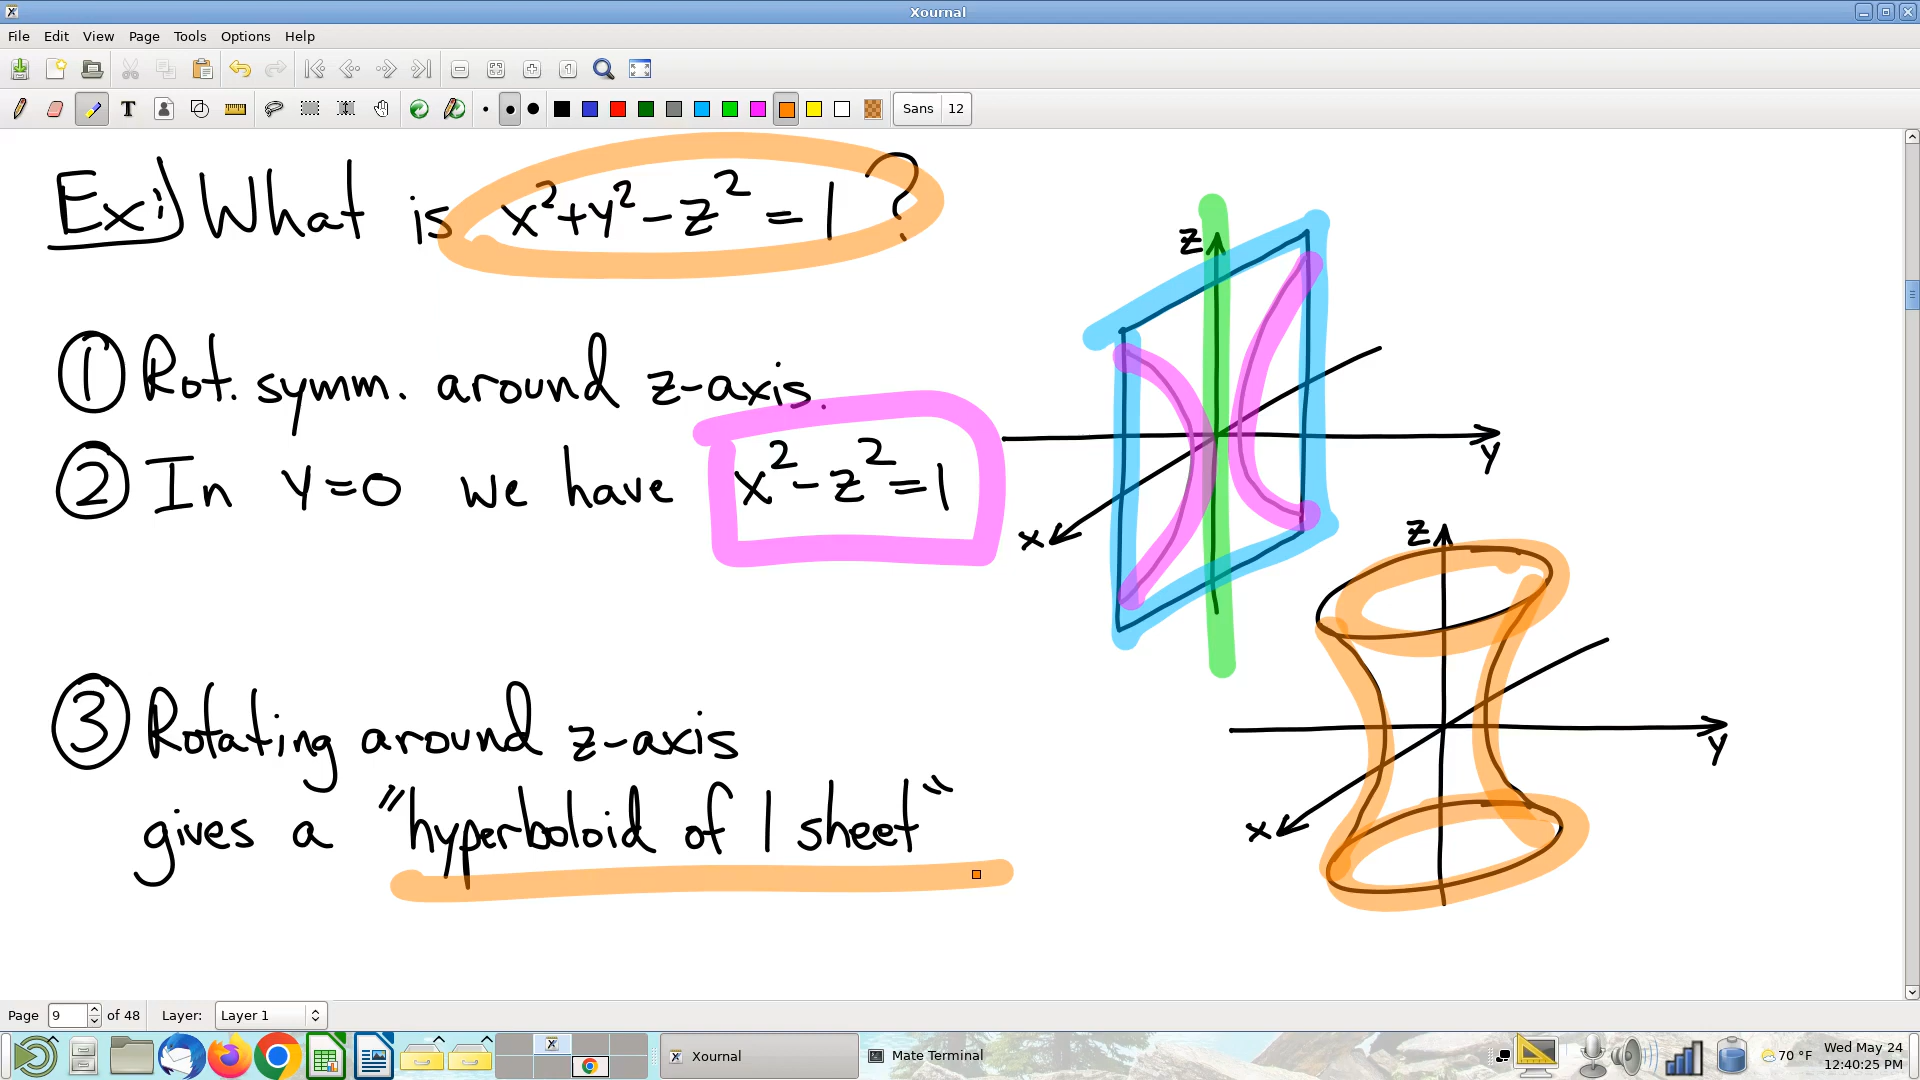 Xournal
File Edit View Page Tools Options Help
Sans 12
Ex:) What is x²+y²-z²=1 ?
① Rot. symm. around z-axis.
② In y=0 we have x²-z²=1
③ Rotating around z-axis
gives a "hyperboloid of 1 sheet"
z
y
x
z
y
x
Page 9 of 48 Layer: Layer 1
Xournal
Mate Terminal
70 °F
Wed May 24
12:40:25 PM